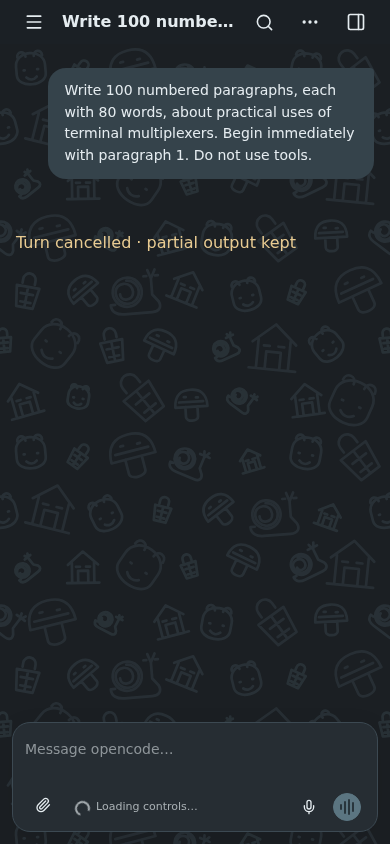 Write 100 numbe…
Write 100 numbered paragraphs, each
with 80 words, about practical uses of
terminal multiplexers. Begin immediately
with paragraph 1. Do not use tools.
Turn cancelled · partial output kept
Message opencode…
Loading controls…